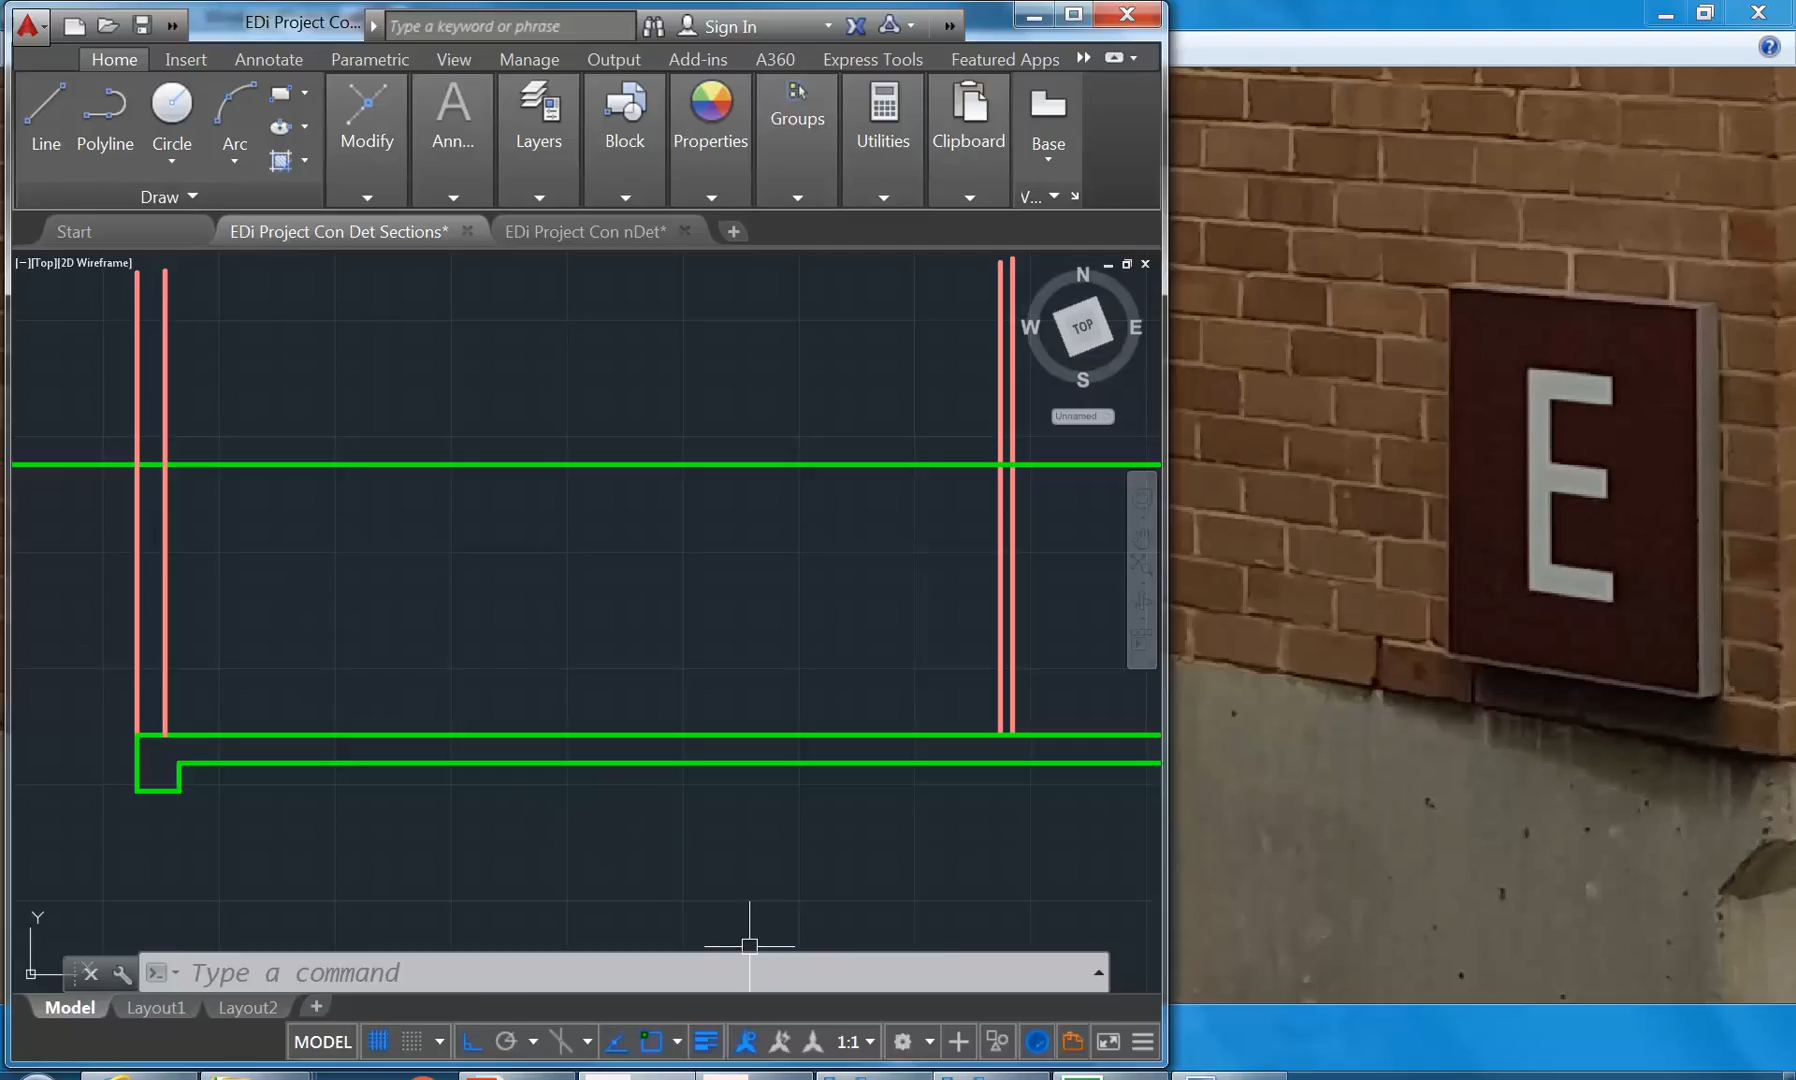 EDi Project Co...
Type a keyword or phrase
Sign In
Home
Insert
Annotate
Parametric
View
Manage
Output
Add-ins
A360
Express Tools
Featured Apps
Line
Polyline
Circle
Arc
Modify
Ann...
Layers
Block
Properties
Groups
Utilities
Clipboard
Base
Draw
V...
Start
EDi Project Con Det Sections*
EDi Project Con nDet*
[−][Top][2D Wireframe]
N
W
TOP
E
S
Unnamed
E
Y
Type a command
Model
Layout1
Layout2
MODEL
1:1